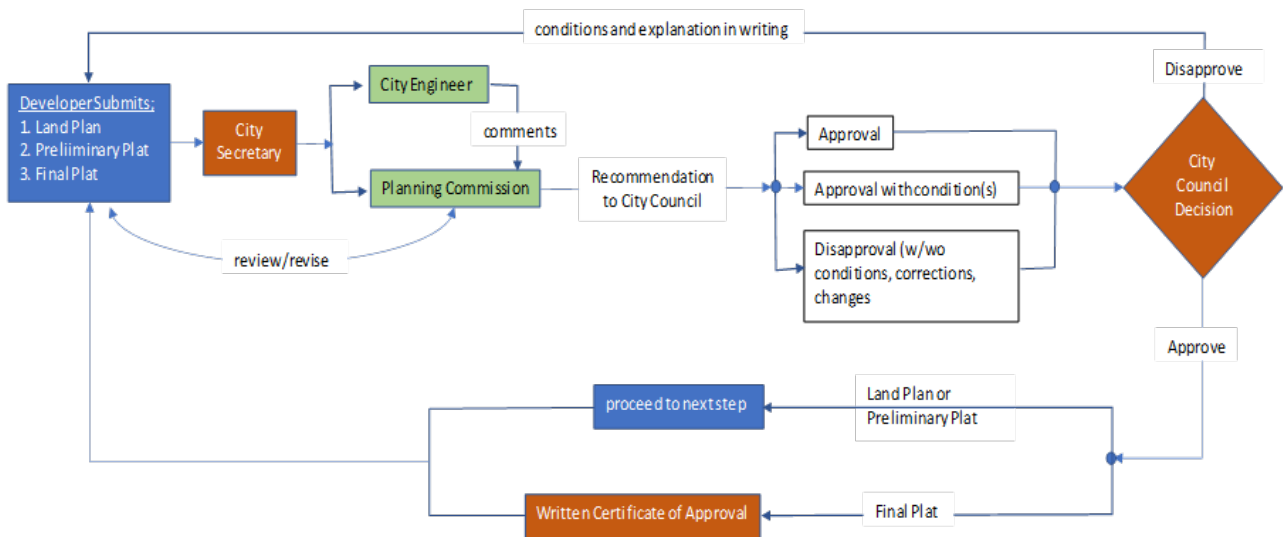 conditions and explanation in writing
Disapprove
Developer Submits;
1. Land Plan
2. Preliiminary Plat
3. Final Plat
City
Secretary
City Engineer
comments
Planning Commission
review/revise
Recommendation
to City Council
Approval
Approval with condition(s)
Disapproval (w/wo
conditions, corrections,
changes
City
Council
Decision
Approve
proceed to next step
Land Plan or
Preliminary Plat
Written Certificate of Approval
Final Plat